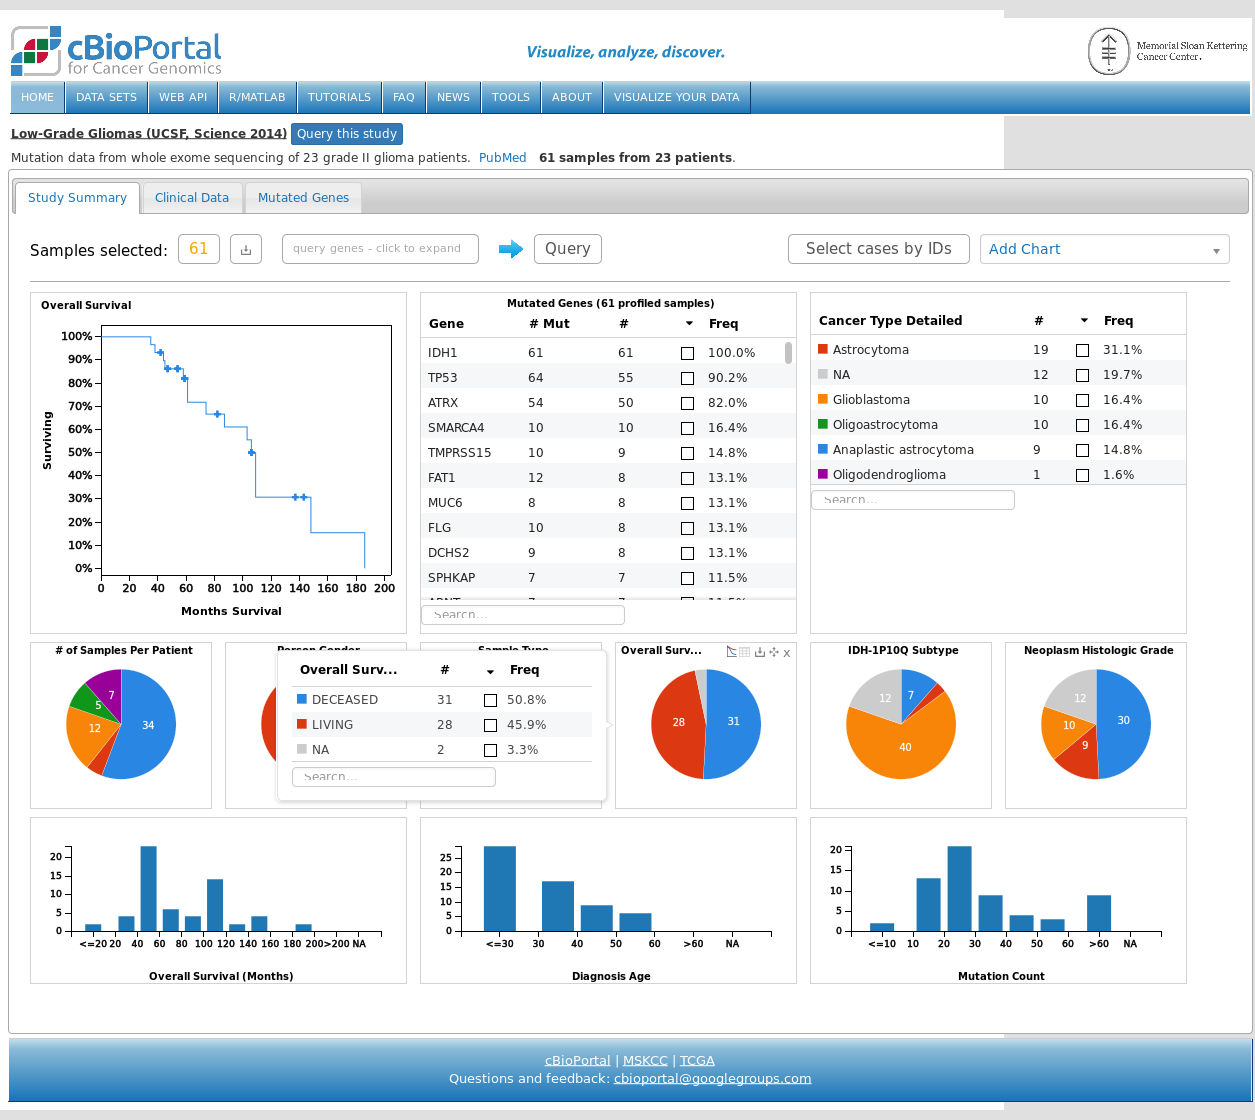 cBioPortal
for Cancer Genomics
Visualize, analyze, discover.
Memorial Sloan Kettering
Cancer Center.
HOME DATA SETS WEB API R/MATLAB TUTORIALS FAQ NEWS TOOLS ABOUT VISUALIZE YOUR DATA
Low-Grade Gliomas (UCSF, Science 2014) Query this study
Mutation data from whole exome sequencing of 23 grade II glioma patients. PubMed 61 samples from 23 patients.
Study Summary Clinical Data Mutated Genes
Samples selected: 61 query genes - click to expand Query Select cases by IDs Add Chart
Overall Survival
100%
90%
80%
70%
60%
50%
40%
30%
20%
10%
0%
Surviving
0 20 40 60 80 100 120 140 160 180 200
Months Survival
Mutated Genes (61 profiled samples)
Gene # Mut # Freq
IDH1 61 61 100.0%
TP53 64 55 90.2%
ATRX 54 50 82.0%
SMARCA4 10 10 16.4%
TMPRSS15 10 9 14.8%
FAT1 12 8 13.1%
MUC6 8 8 13.1%
FLG 10 8 13.1%
DCHS2 9 8 13.1%
SPHKAP 7 7 11.5%
Search...
Cancer Type Detailed # Freq
Astrocytoma 19 31.1%
NA 12 19.7%
Glioblastoma 10 16.4%
Oligoastrocytoma 10 16.4%
Anaplastic astrocytoma 9 14.8%
Oligodendroglioma 1 1.6%
Search...
# of Samples Per Patient
7
5
12
34
Person Gender
Sample Type
Overall Surv... # Freq
DECEASED 31 50.8%
LIVING 28 45.9%
NA 2 3.3%
Search...
Overall Surv... x
28 31
IDH-1P10Q Subtype
12 7
40
Neoplasm Histologic Grade
12
10 30
9
20
15
10
5
0
<=20 20 40 60 80 100 120 140 160 180 200 >200 NA
Overall Survival (Months)
25
20
15
10
5
0
<=30 30 40 50 60 >60 NA
Diagnosis Age
20
15
10
5
0
<=10 10 20 30 40 50 60 >60 NA
Mutation Count
cBioPortal | MSKCC | TCGA
Questions and feedback: cbioportal@googlegroups.com